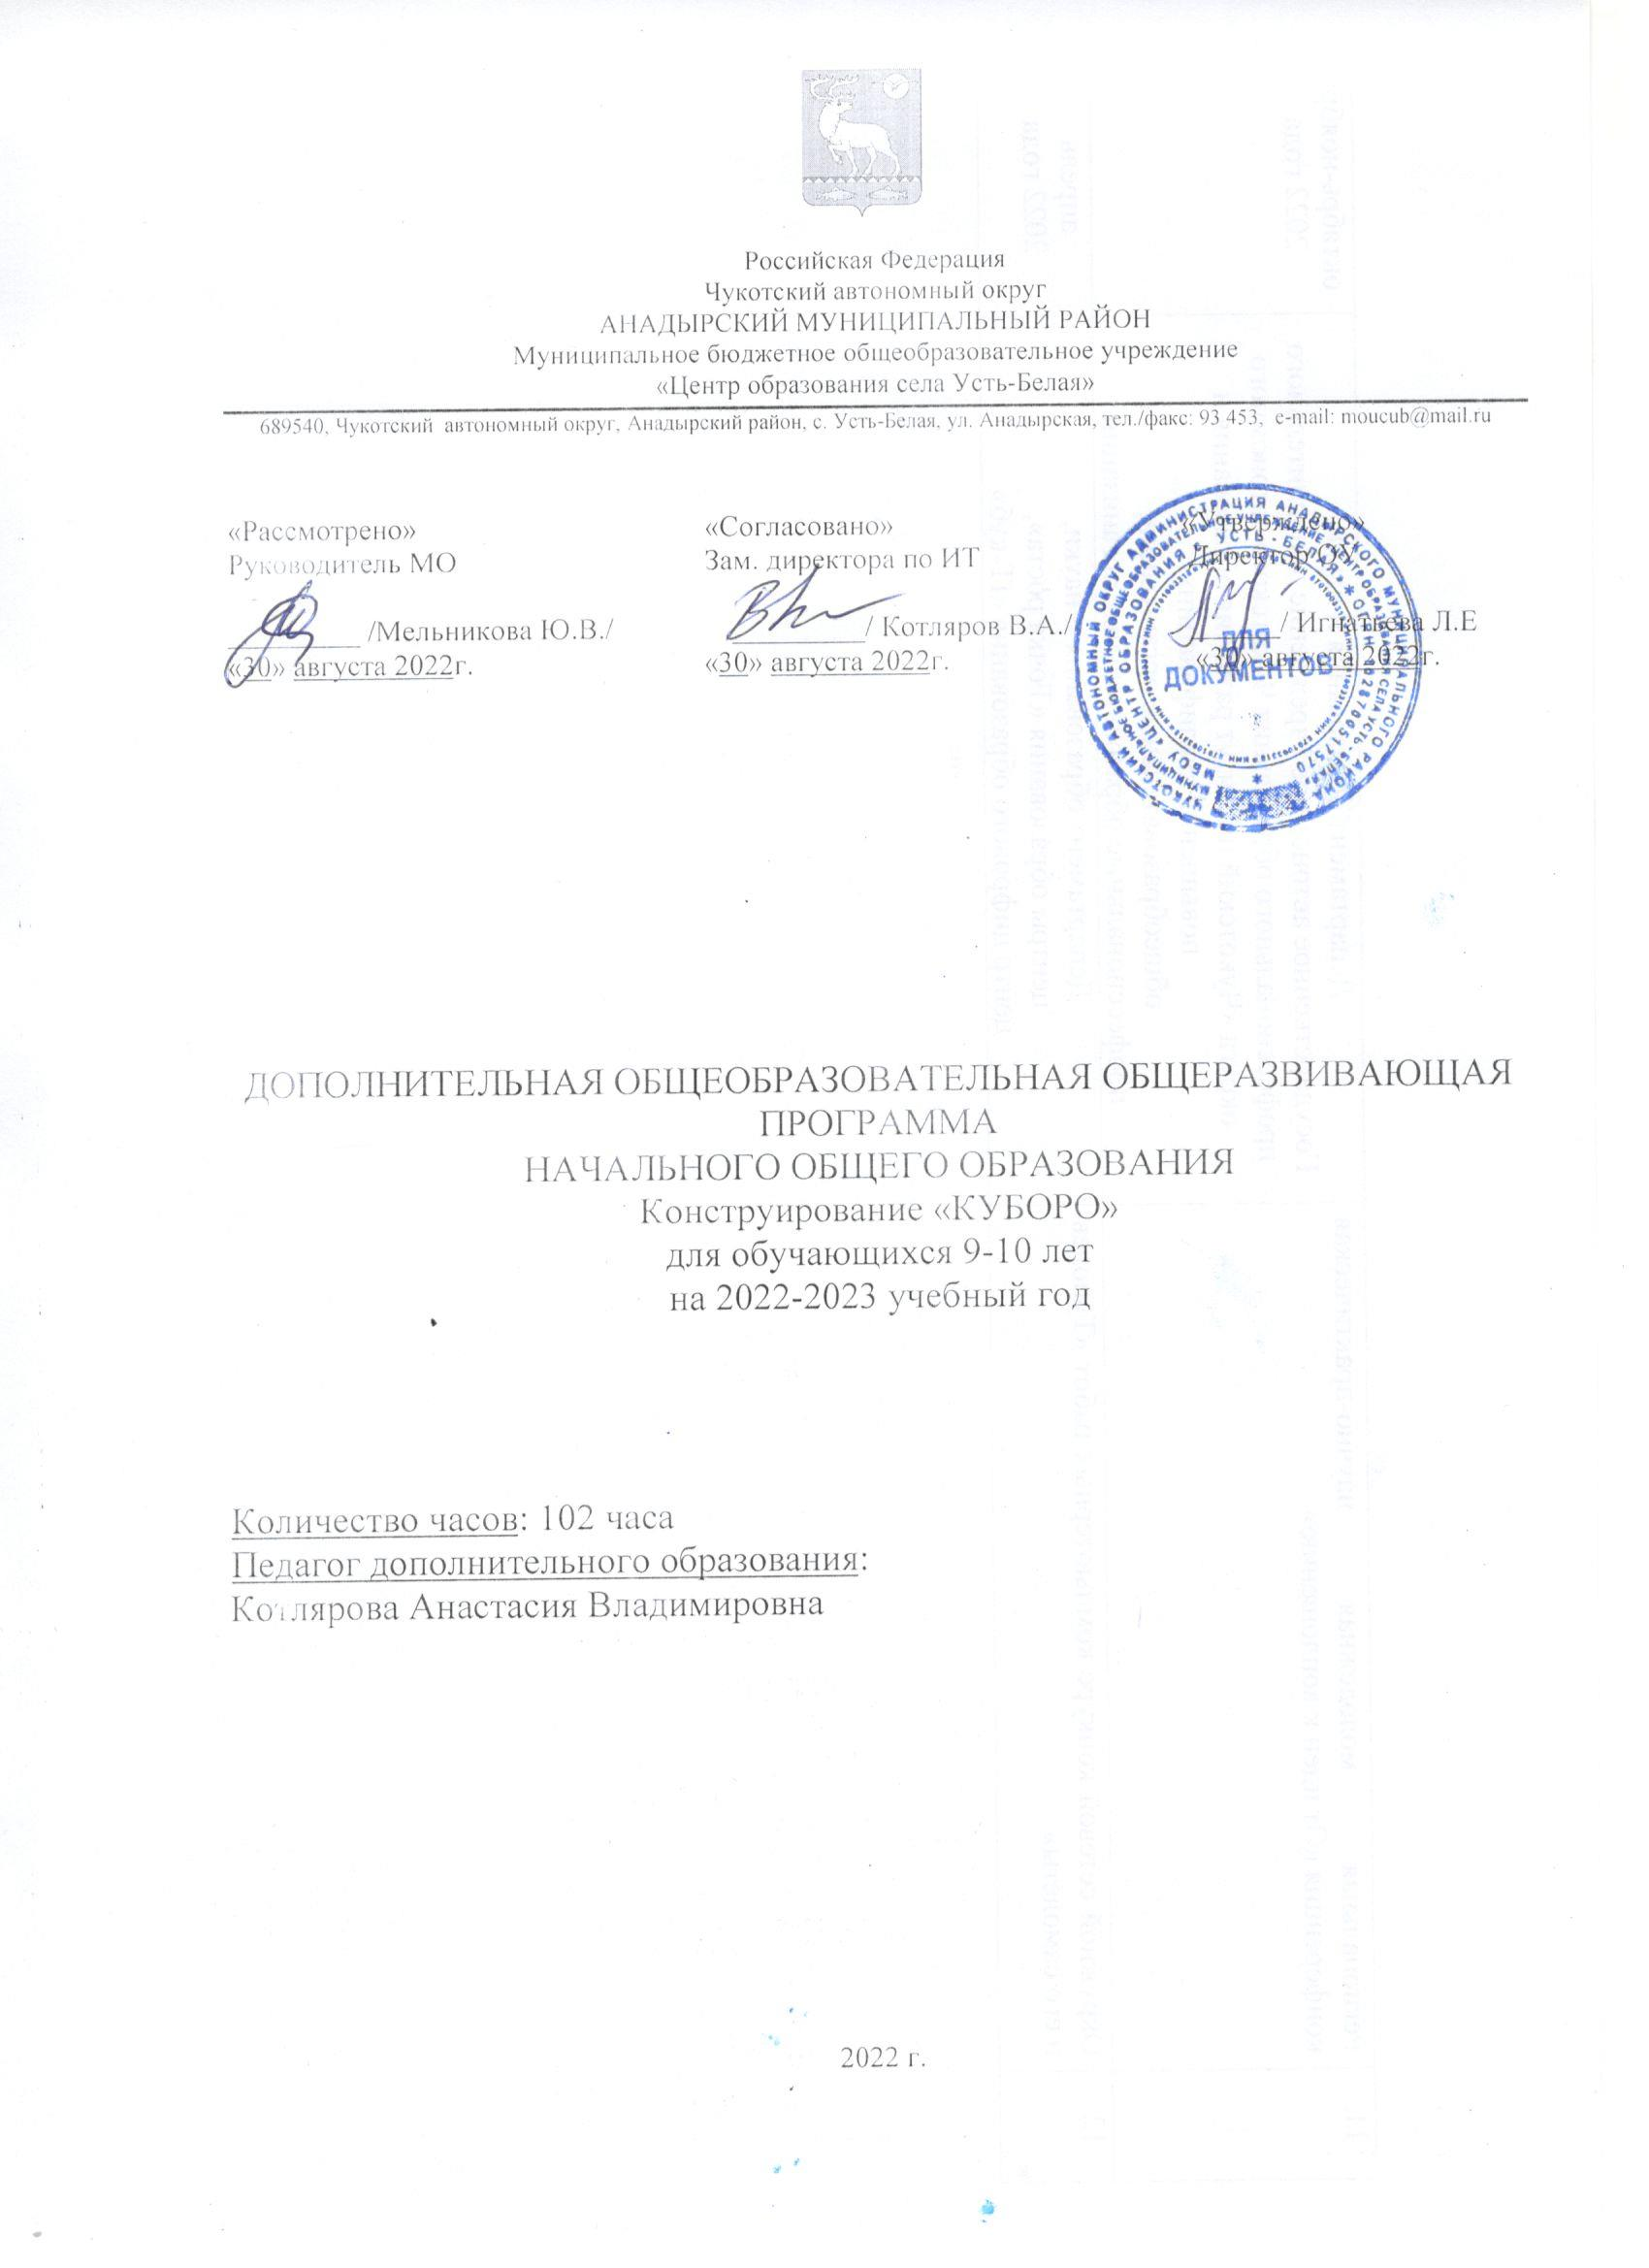 Российская Федерация
Чукотский автономный округ
АНАДЫРСКИЙ МУНИЦИПАЛЬНЫЙ РАЙОН
Муниципальное бюджетное общеобразовательное учреждение
«Центр образования села Усть-Белая»
689540, Чукотский автономный округ, Анадырский район, с. Усть-Белая, ул. Анадырская, тел./факс: 93 453, e-mail: moucub@mail.ru
«Рассмотрено»
Руководитель МО
/Мельникова Ю.В./
«30» августа 2022г.
«Согласовано»
Зам. директора по ИТ
/ Котляров В.А./
«30» августа 2022г.
«Утверждено»
Директор ОУ
/ Игнатьева Л.Е
«30» августа 2022г.
ДЛЯ
ДОКУМЕНТОВ
ДОПОЛНИТЕЛЬНАЯ ОБЩЕОБРАЗОВАТЕЛЬНАЯ ОБЩЕРАЗВИВАЮЩАЯ
ПРОГРАММА
НАЧАЛЬНОГО ОБЩЕГО ОБРАЗОВАНИЯ
Конструирование «КУБОРО»
для обучающихся 9-10 лет
на 2022-2023 учебный год
Количество часов: 102 часа
Педагог дополнительного образования:
Котлярова Анастасия Владимировна
2022 г.